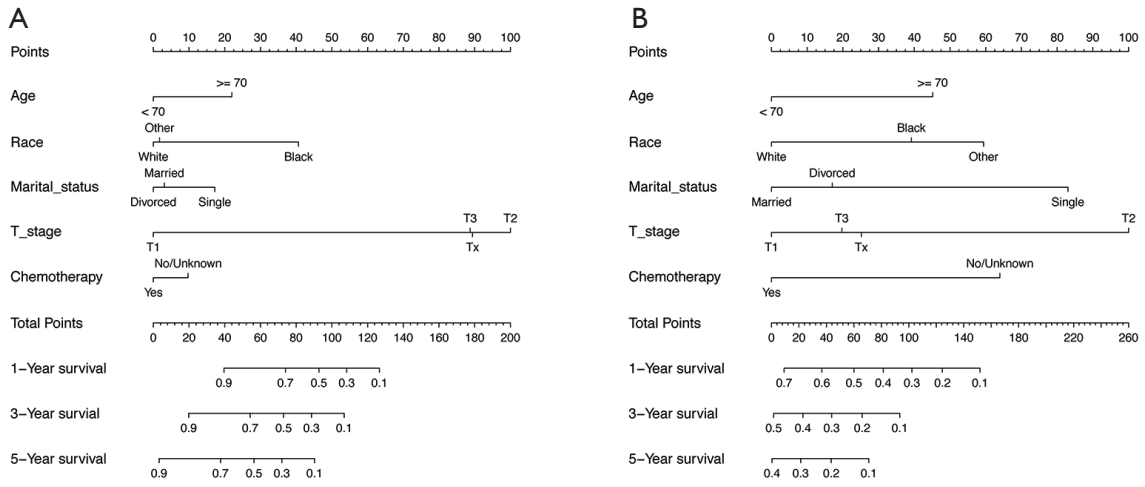 A
Points
0 10 20 30 40 50 60 70 80 90 100
>= 70
Age
< 70
Other
Race
White Black
Married
Marital_status
Divorced Single
T3 T2
T_stage
T1 Tx
No/Unknown
Chemotherapy
Yes
Total Points
0 20 40 60 80 100 120 140 160 180 200
1−Year survival
0.9 0.7 0.5 0.3 0.1
3−Year survial
0.9 0.7 0.5 0.3 0.1
5−Year survival
0.9 0.7 0.5 0.3 0.1
B
Points
0 10 20 30 40 50 60 70 80 90 100
>= 70
Age
< 70
Black
Race
White Other
Divorced
Marital_status
Married Single
T3 T2
T_stage
T1 Tx
No/Unknown
Chemotherapy
Yes
Total Points
0 20 40 60 80 100 140 180 220 260
1−Year survival
0.7 0.6 0.5 0.4 0.3 0.2 0.1
3−Year survial
0.5 0.4 0.3 0.2 0.1
5−Year survival
0.4 0.3 0.2 0.1